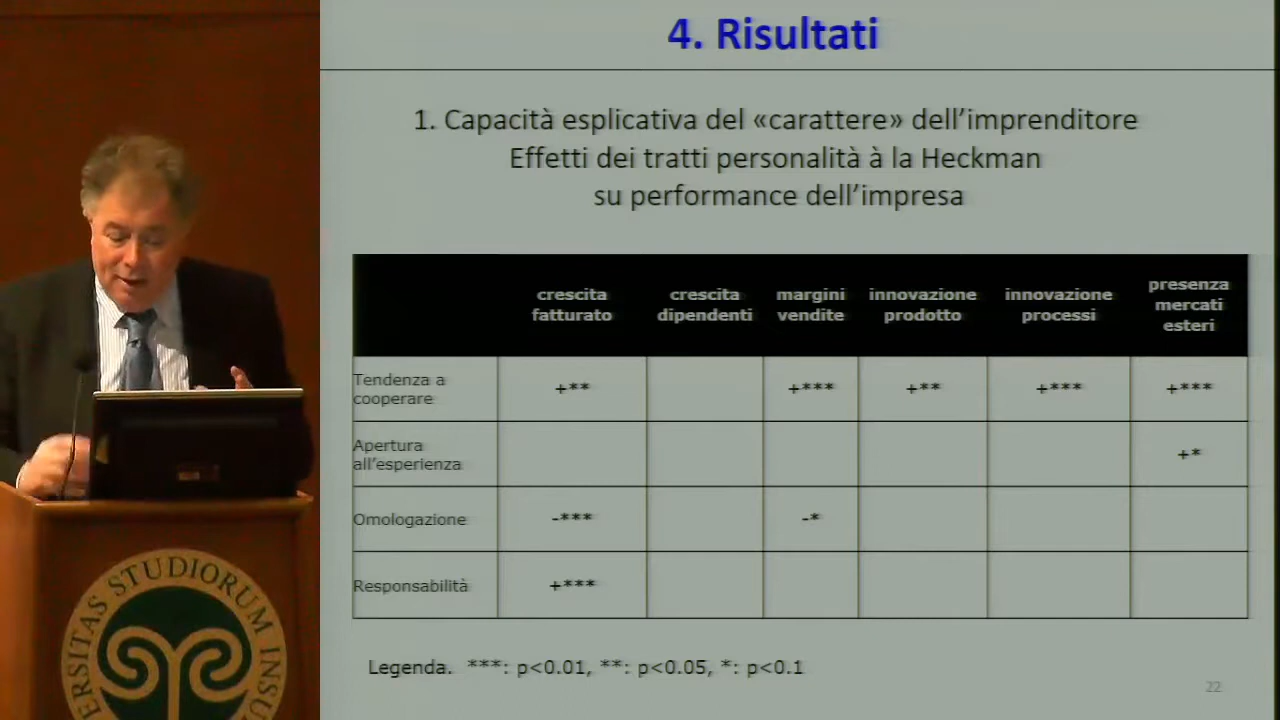 4. Risultati
1. Capacità esplicativa del «carattere» dell'imprenditore
Effetti dei tratti personalità à la Heckman
su performance dell'impresa
crescita fatturato
crescita dipendenti
margini vendite
innovazione prodotto
innovazione processi
presenza mercati esteri
Tendenza a cooperare
+**
+***
+**
+***
+***
Apertura all'esperienza
+*
Omologazione
-***
-*
Responsabilità
+***
Legenda. ***: p<0.01, **: p<0.05, *: p<0.1
22
ERSITAS STUDIORUM INSU